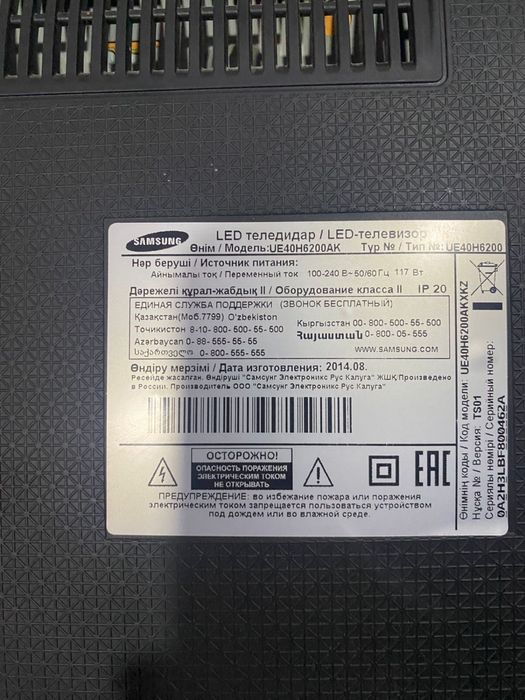 SAMSUNG
LED теледидар / LED-телевизор
Өнім / Модель:UE40H6200AK Түр № / Тип №:UE40H6200
Нәр беруші / Источник питания:
Айнымалы ток / Переменный ток 100-240 В~50/60Гц 117 Вт
Дәрежелі құрал-жабдық II / Оборудование класса II IP 20
ЕДИНАЯ СЛУЖБА ПОДДЕРЖКИ (ЗВОНОК БЕСПЛАТНЫЙ)
Қазақстан(Моб.7799) O'zbekiston
Точикистон 8-10-800-500-55-500
Кыргызстан 00-800-500-55-500
Azərbaycan 0-88-555-55-55
Հայաստան 0-800-05-555
საქართველო 0-800-555-555
WWW.SAMSUNG.COM
Өндіру мерзімі / Дата изготовления: 2014.08.
Ресейде жасалған. Өндіруші "Самсунг Электроникс Рус Калуга" ЖШҚ Произведено
в России. Производитель ООО "Самсунг Электроникс Рус Калуга"
ОСТОРОЖНО!
ОПАСНОСТЬ ПОРАЖЕНИЯ
ЭЛЕКТРИЧЕСКИМ ТОКОМ
НЕ ОТКРЫВАТЬ
EAC
ПРЕДУПРЕЖДЕНИЕ: во избежание пожара или поражения
электрическим током запрещается пользоваться устройством
под дождем или во влажной среде.
Өнімнің коды / Код модели: UE40H6200AKXKZ
Нұсқа № / Версия: TS01
Сериялы нөмірі / Серийный номер:
0A2H3LBF800462A